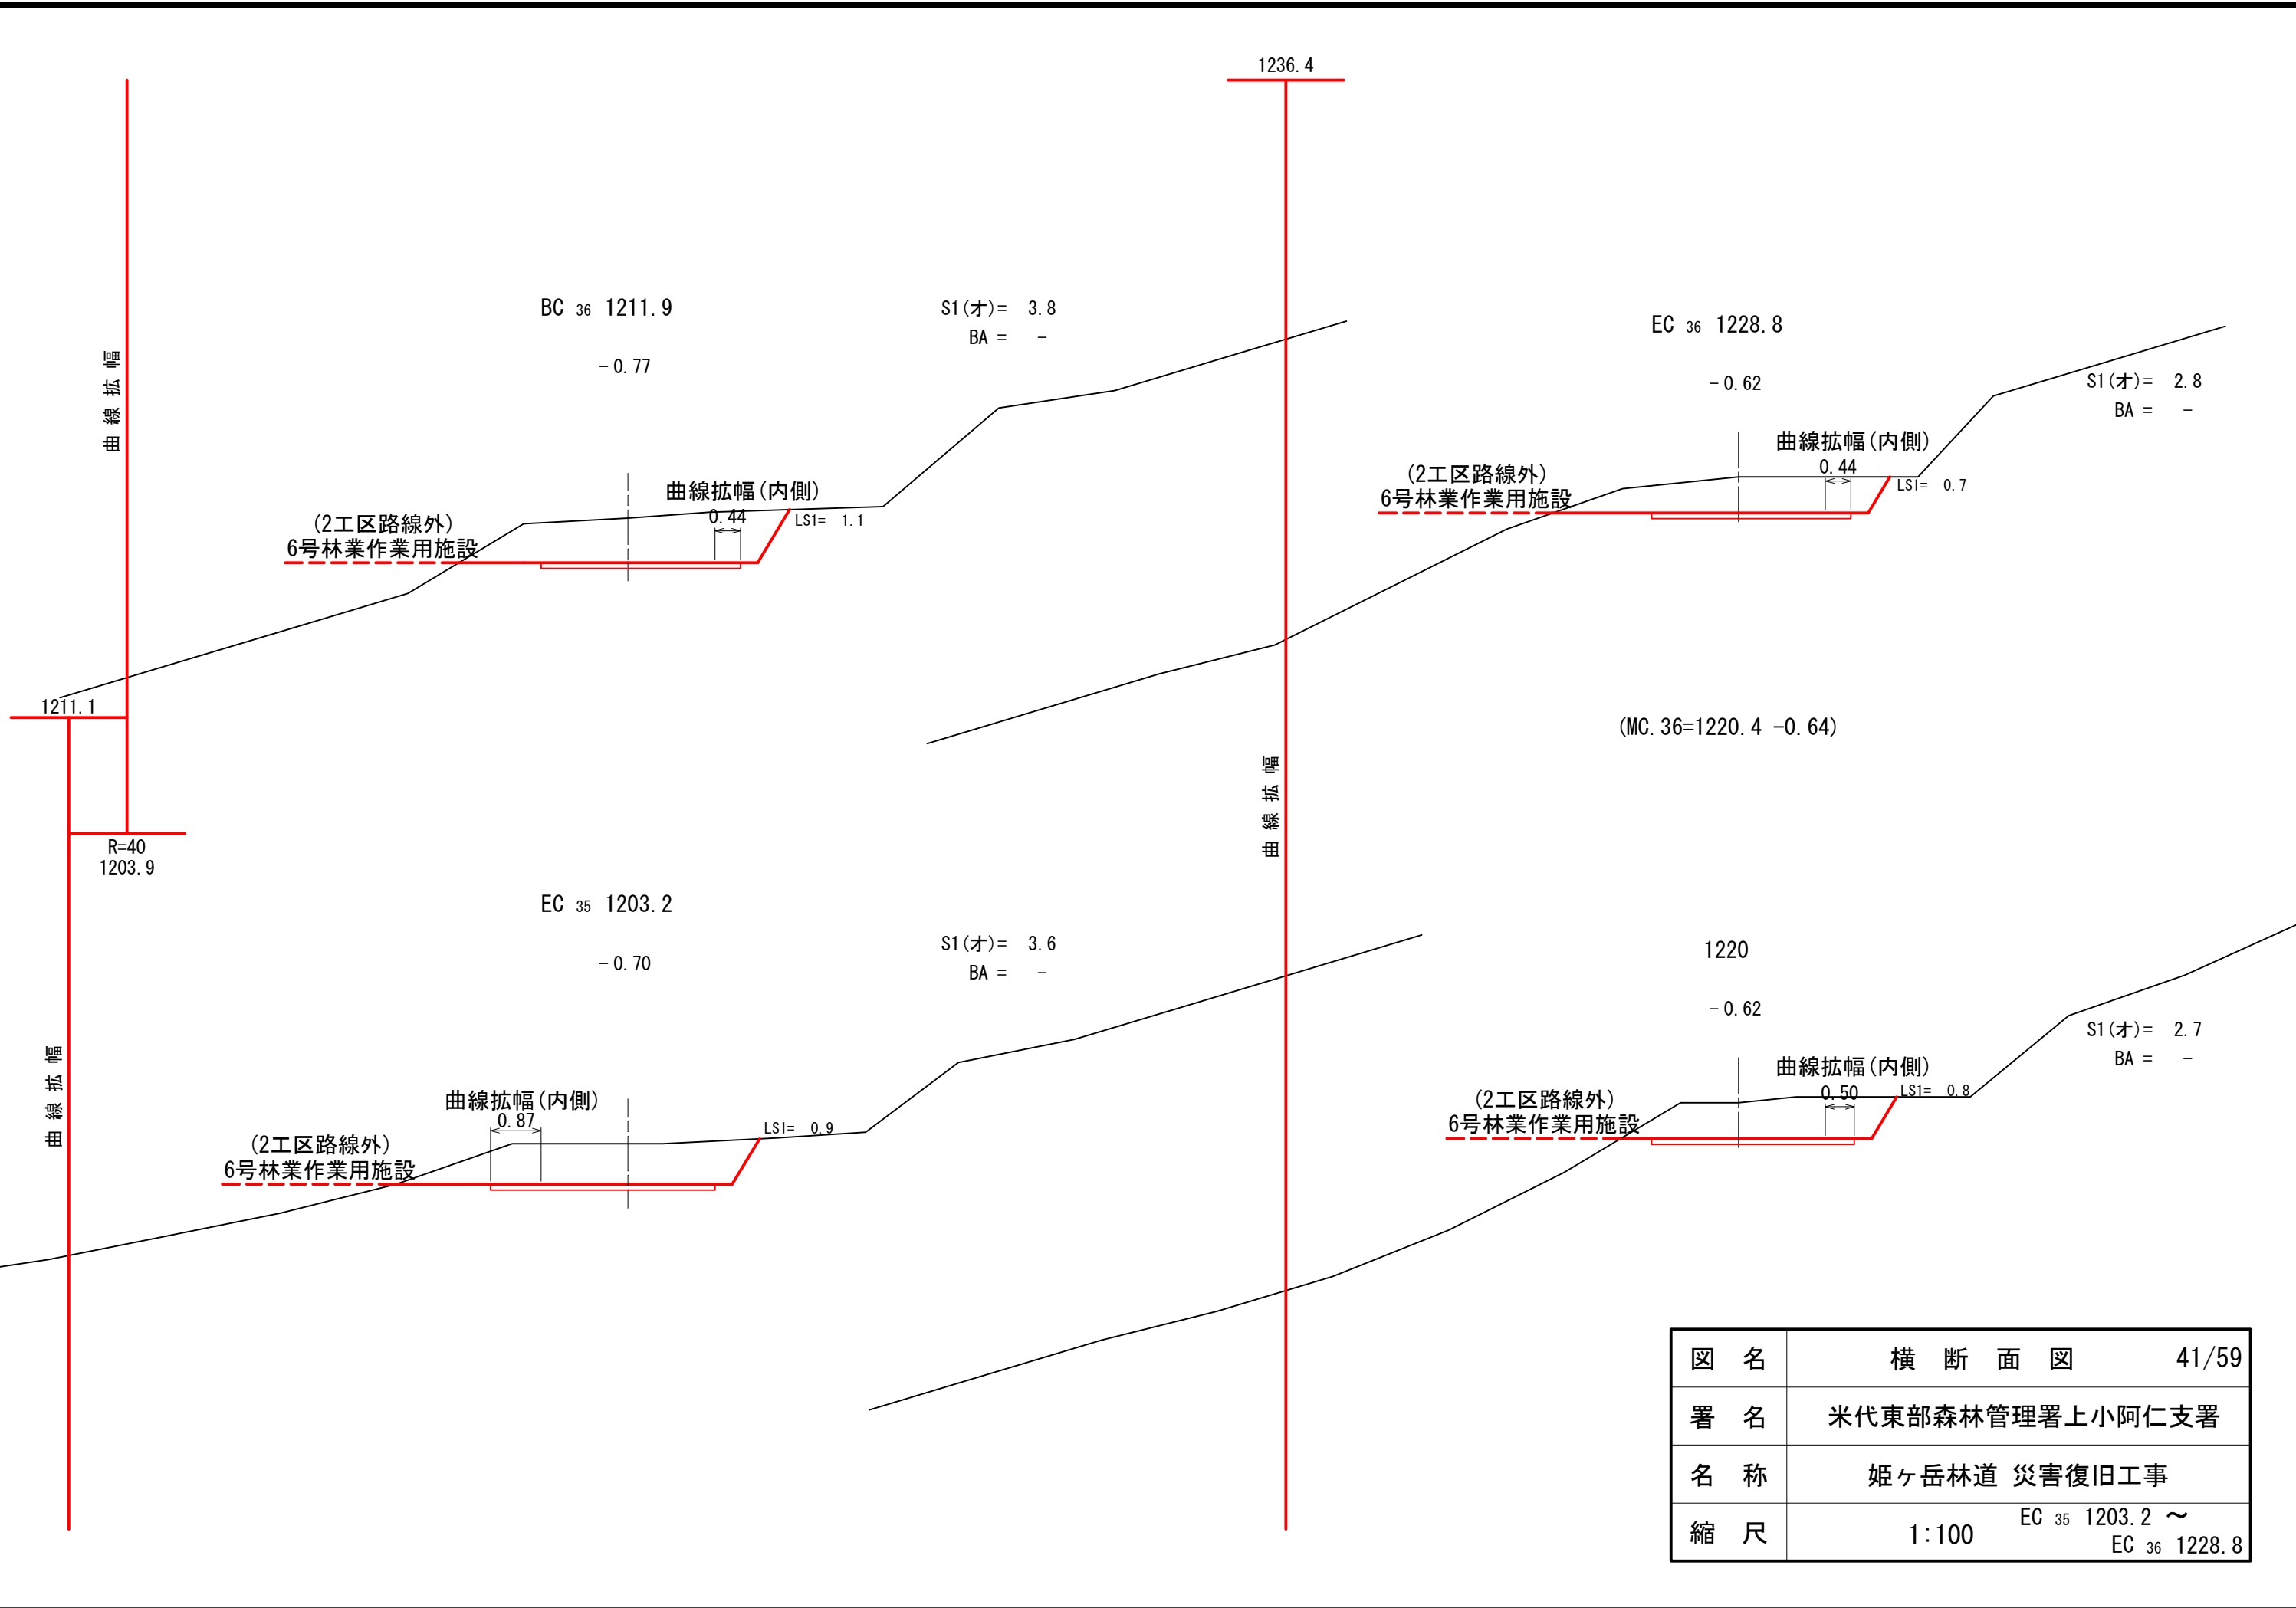 1236.4
曲線拡幅
BC 36 1211.9
-0.77
S1(オ)= 3.8
BA = -
曲線拡幅(内側)
0.44
LS1= 1.1
(2工区路線外)
6号林業作業用施設
EC 36 1228.8
-0.62
S1(オ)= 2.8
BA = -
曲線拡幅(内側)
0.44
LS1= 0.7
(2工区路線外)
6号林業作業用施設
1211.1
R=40
1203.9
(MC.36=1220.4 -0.64)
曲線拡幅
EC 35 1203.2
-0.70
S1(オ)= 3.6
BA = -
曲線拡幅(内側)
0.87
LS1= 0.9
(2工区路線外)
6号林業作業用施設
曲線拡幅
1220
-0.62
S1(オ)= 2.7
BA = -
曲線拡幅(内側)
0.50
LS1= 0.8
(2工区路線外)
6号林業作業用施設
図名 横断面図 41/59
署名 米代東部森林管理署上小阿仁支署
名称 姫ヶ岳林道 災害復旧工事
縮尺 1:100 EC 35 1203.2 ~
EC 36 1228.8